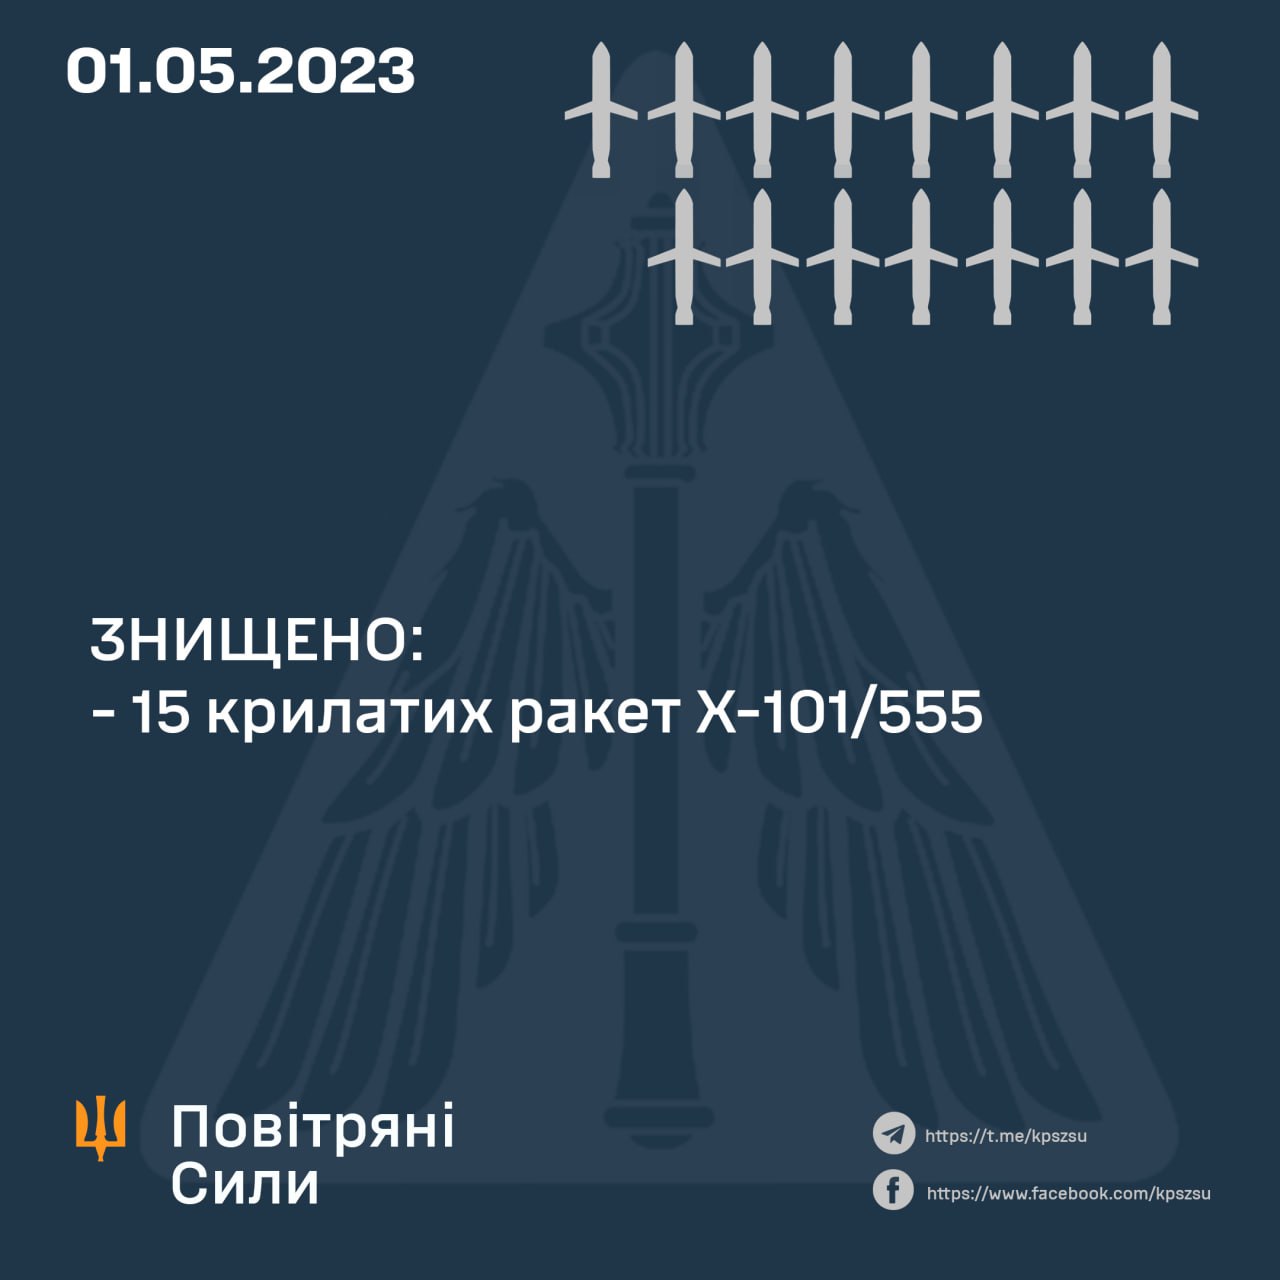 01.05.2023
ЗНИЩЕНО:
- 15 крилатих ракет Х-101/555
Повітряні
Сили
https://t.me/kpszsu
https://www.facebook.com/kpszsu